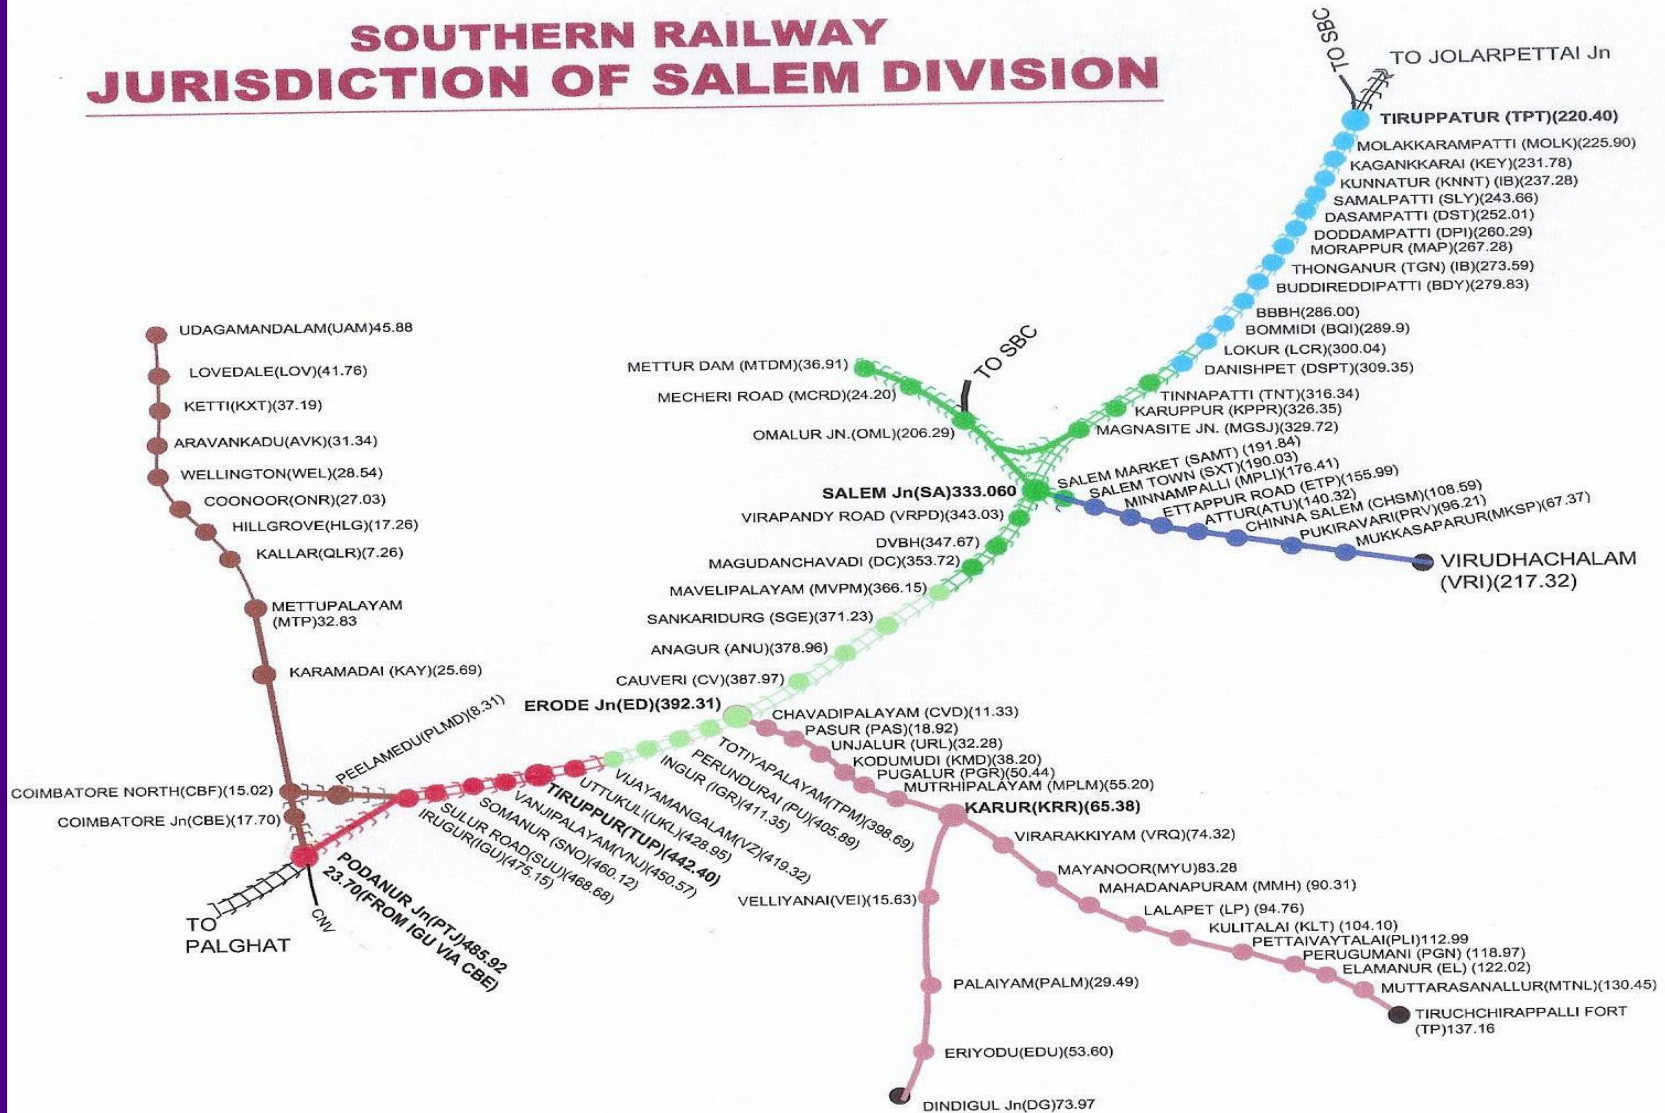 SOUTHERN RAILWAY
JURISDICTION OF SALEM DIVISION
TO SBC
TO JOLARPETTAI Jn
TIRUPPATUR (TPT)(220.40)
MOLAKKARAMPATTI (MOLK)(225.90)
KAGANKKARAI (KEY)(231.78)
KUNNATUR (KNNT) (IB)(237.28)
SAMALPATTI (SLY)(243.66)
DASAMPATTI (DST)(252.01)
DODDAMPATTI (DPI)(260.29)
MORAPPUR (MAP)(267.28)
THONGANUR (TGN) (IB)(273.59)
BUDDIREDDIPATTI (BDY)(279.83)
BBBH(286.00)
BOMMIDI (BQI)(289.9)
LOKUR (LCR)(300.04)
DANISHPET (DSPT)(309.35)
TINNAPATTI (TNT)(316.34)
KARUPPUR (KPPR)(326.35)
MAGNASITE JN. (MGSJ)(329.72)
UDAGAMANDALAM(UAM)45.88
LOVEDALE(LOV)(41.76)
KETTI(KXT)(37.19)
ARAVANKADU(AVK)(31.34)
WELLINGTON(WEL)(28.54)
COONOOR(ONR)(27.03)
HILLGROVE(HLG)(17.26)
KALLAR(QLR)(7.26)
METTUPALAYAM
(MTP)32.83
KARAMADAI (KAY)(25.69)
PEELAMEDU(PLMD)(8.31)
COIMBATORE NORTH(CBF)(15.02)
COIMBATORE Jn(CBE)(17.70)
METTUR DAM (MTDM)(36.91)
MECHERI ROAD (MCRD)(24.20)
TO SBC
OMALUR JN.(OML)(206.29)
SALEM Jn(SA)333.060
SALEM MARKET (SAMT) (191.84)
SALEM TOWN (SXT)(190.03)
MINNAMPALLI (MPLI)(176.41)
ETTAPPUR ROAD (ETP)(155.99)
ATTUR(ATU)(140.32)
CHINNA SALEM (CHSM)(108.59)
PUKIRAVARI(PRV)(96.21)
MUKKASAPARUR(MKSP)(67.37)
VIRUDHACHALAM
(VRI)(217.32)
VIRAPANDY ROAD (VRPD)(343.03)
DVBH(347.67)
MAGUDANCHAVADI (DC)(353.72)
MAVELIPALAYAM (MVPM)(366.15)
SANKARIDURG (SGE)(371.23)
ANAGUR (ANU)(378.96)
CAUVERI (CV)(387.97)
ERODE Jn(ED)(392.31)
TOTIYAPALAYAM(TPM)(398.69)
PERUNDURAI (PU)(405.89)
INGUR (IGR)(411.35)
VIJAYAMANGALAM(VZ)(419.32)
UTTUKULI(UKL)(428.95)
TIRUPPUR(TUP)(442.40)
VANJIPALAYAM(VNJ)(450.57)
SOMANUR (SNO)(460.12)
SULUR ROAD(SUU)(468.68)
IRUGUR(IGU)(475.15)
PODANUR Jn(PTJ)485.92
23.70(FROM IGU VIA CBE)
CNV
TO
PALGHAT
CHAVADIPALAYAM (CVD)(11.33)
PASUR (PAS)(18.92)
UNJALUR (URL)(32.28)
KODUMUDI (KMD)(38.20)
PUGALUR (PGR)(50.44)
MUTRHIPALAYAM (MPLM)(55.20)
KARUR(KRR)(65.38)
VIRARAKKIYAM (VRQ)(74.32)
MAYANOOR(MYU)83.28
MAHADANAPURAM (MMH) (90.31)
LALAPET (LP) (94.76)
KULITALAI (KLT) (104.10)
PETTAIVAYTALAI(PLI)112.99
PERUGUMANI (PGN) (118.97)
ELAMANUR (EL) (122.02)
MUTTARASANALLUR(MTNL)(130.45)
TIRUCHCHIRAPPALLI FORT
(TP)137.16
VELLIYANAI(VEI)(15.63)
PALAIYAM(PALM)(29.49)
ERIYODU(EDU)(53.60)
DINDIGUL Jn(DG)73.97